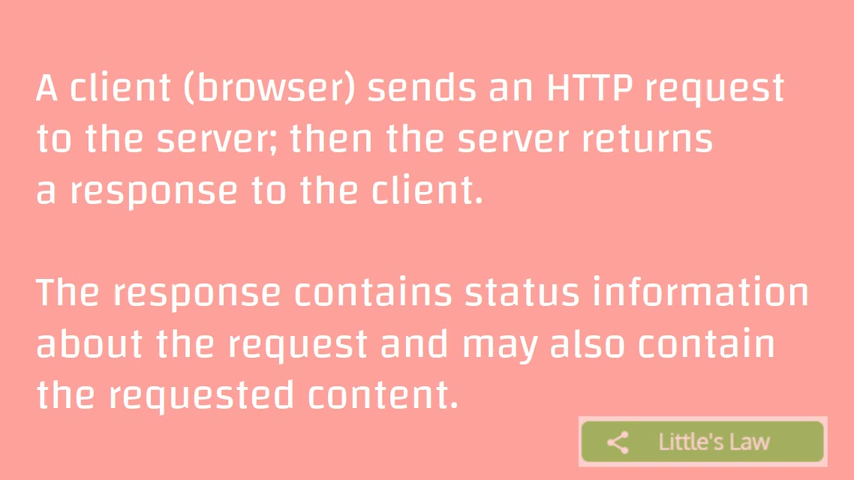 A client (browser) sends an HTTP request
to the server; then the server returns
a response to the client.
The response contains status information
about the request and may also contain
the requested content.
Little's Law